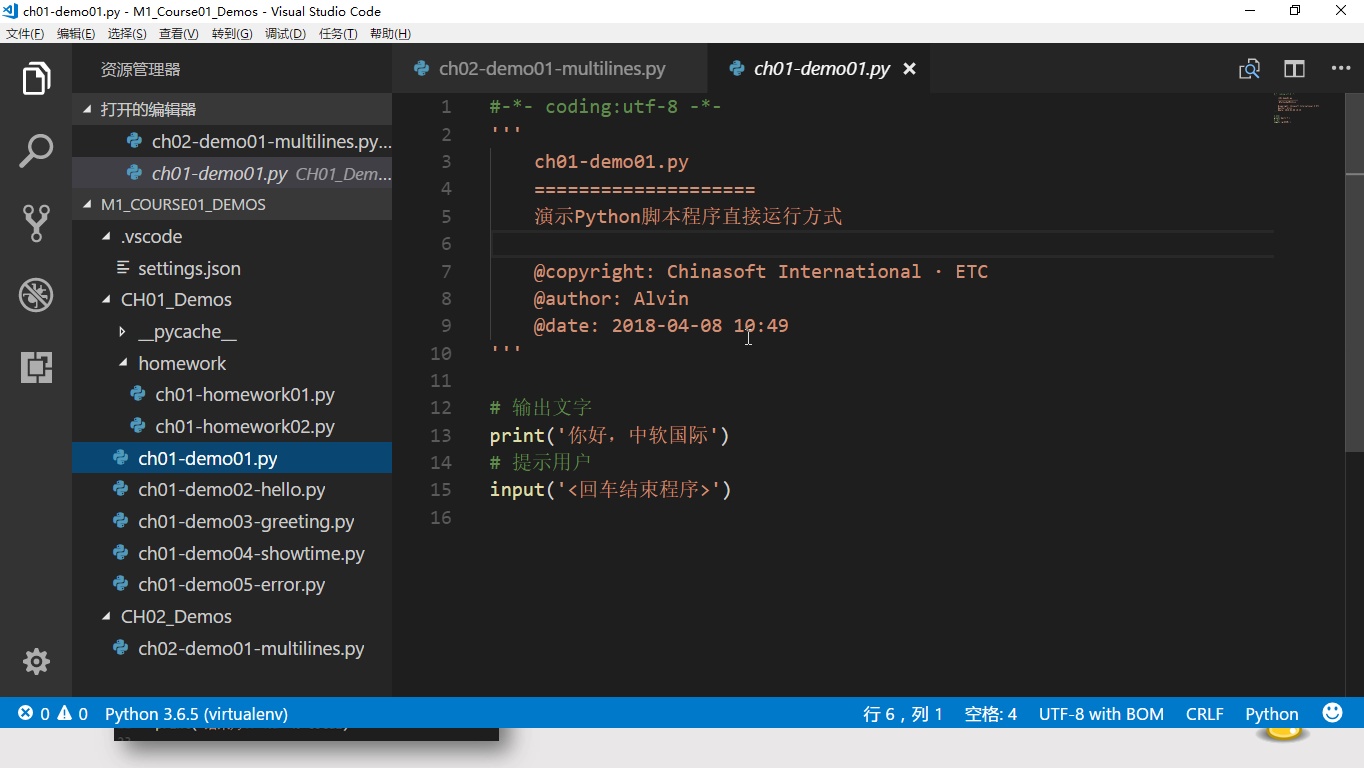 ch01-demo01.py - M1_Course01_Demos - Visual Studio Code
文件(F) 编辑(E) 选择(S) 查看(V) 转到(G) 调试(D) 任务(T) 帮助(H)
资源管理器
打开的编辑器
ch02-demo01-multilines.py...
ch01-demo01.py CH01_Dem...
M1_COURSE01_DEMOS
.vscode
settings.json
CH01_Demos
__pycache__
homework
ch01-homework01.py
ch01-homework02.py
ch01-demo01.py
ch01-demo02-hello.py
ch01-demo03-greeting.py
ch01-demo04-showtime.py
ch01-demo05-error.py
CH02_Demos
ch02-demo01-multilines.py
ch02-demo01-multilines.py ch01-demo01.py
1 #-*- coding:utf-8 -*-
2 '''
3 ch01-demo01.py
4 ====================
5 演示Python脚本程序直接运行方式
6
7 @copyright: Chinasoft International · ETC
8 @author: Alvin
9 @date: 2018-04-08 10:49
10 '''
11
12 # 输出文字
13 print('你好，中软国际')
14 # 提示用户
15 input('<回车结束程序>')
16
0 0 Python 3.6.5 (virtualenv) 行 6，列 1 空格: 4 UTF-8 with BOM CRLF Python